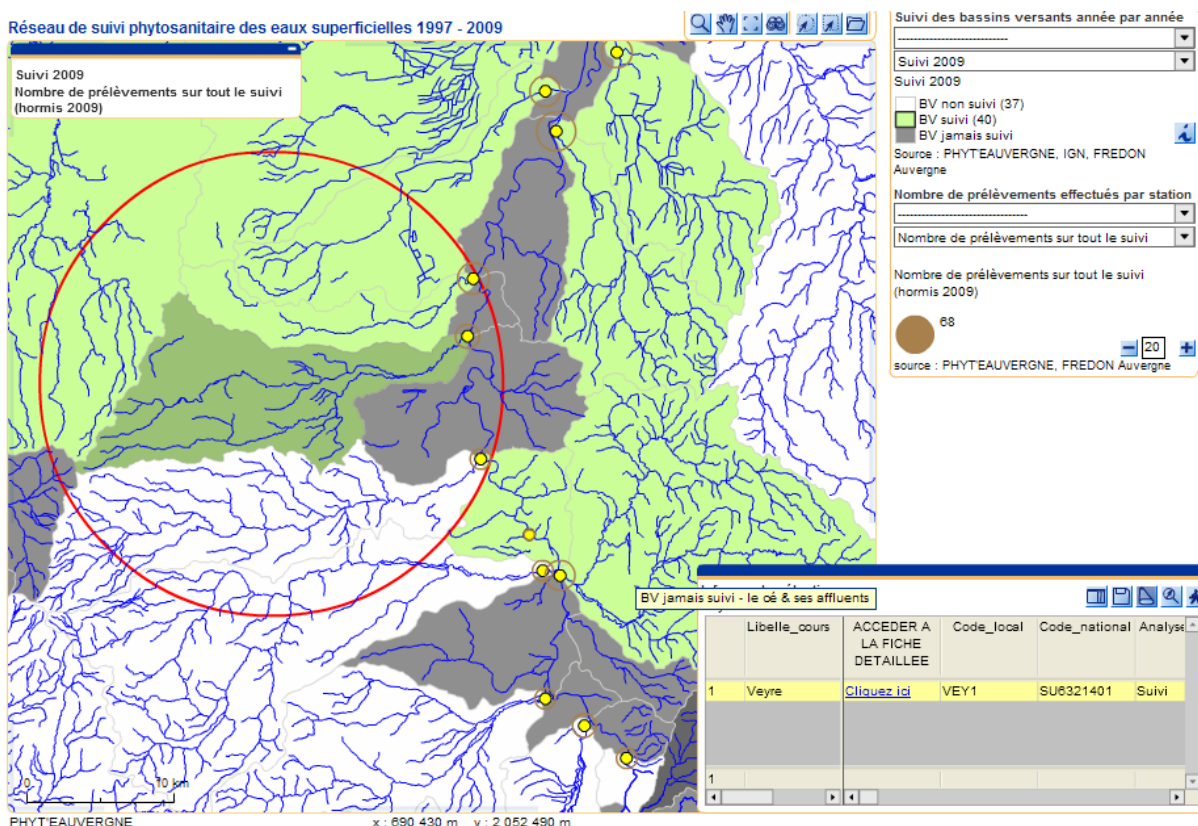 Réseau de suivi phytosanitaire des eaux superficielles 1997 - 2009
Suivi 2009
Nombre de prélèvements sur tout le suivi
(hormis 2009)
Suivi des bassins versants année par année
----------------------------
Suivi 2009
Suivi 2009
BV non suivi (37)
BV suivi (40)
BV jamais suivi
Source : PHYT'EAUVERGNE, IGN, FREDON
Auvergne
Nombre de prélèvements effectués par station
---------------------------------
Nombre de prélèvements sur tout le suivi
Nombre de prélèvements sur tout le suivi
(hormis 2009)
68
20
source : PHYT'EAUVERGNE, FREDON Auvergne
BV jamais suivi - le cé & ses affluents
Libelle_cours
ACCEDER A
LA FICHE
DETAILLEE
Code_local
Code_national
Analyse
1 Veyre Cliquez ici VEY1 SU6321401 Suivi
1
0 10 km
PHYT'EAUVERGNE
x : 690 430 m y : 2 052 490 m